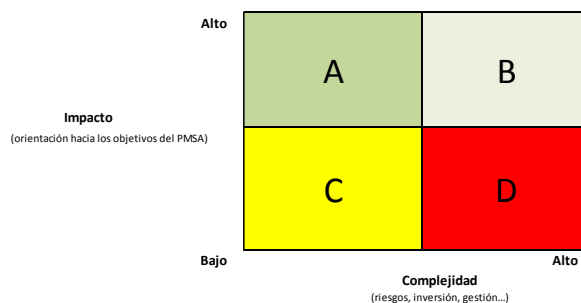 Alto
A
B
Impacto
(orientación hacia los objetivos del PMSA)
C
D
Bajo
Alto
Complejidad
(riesgos, inversión, gestión...)